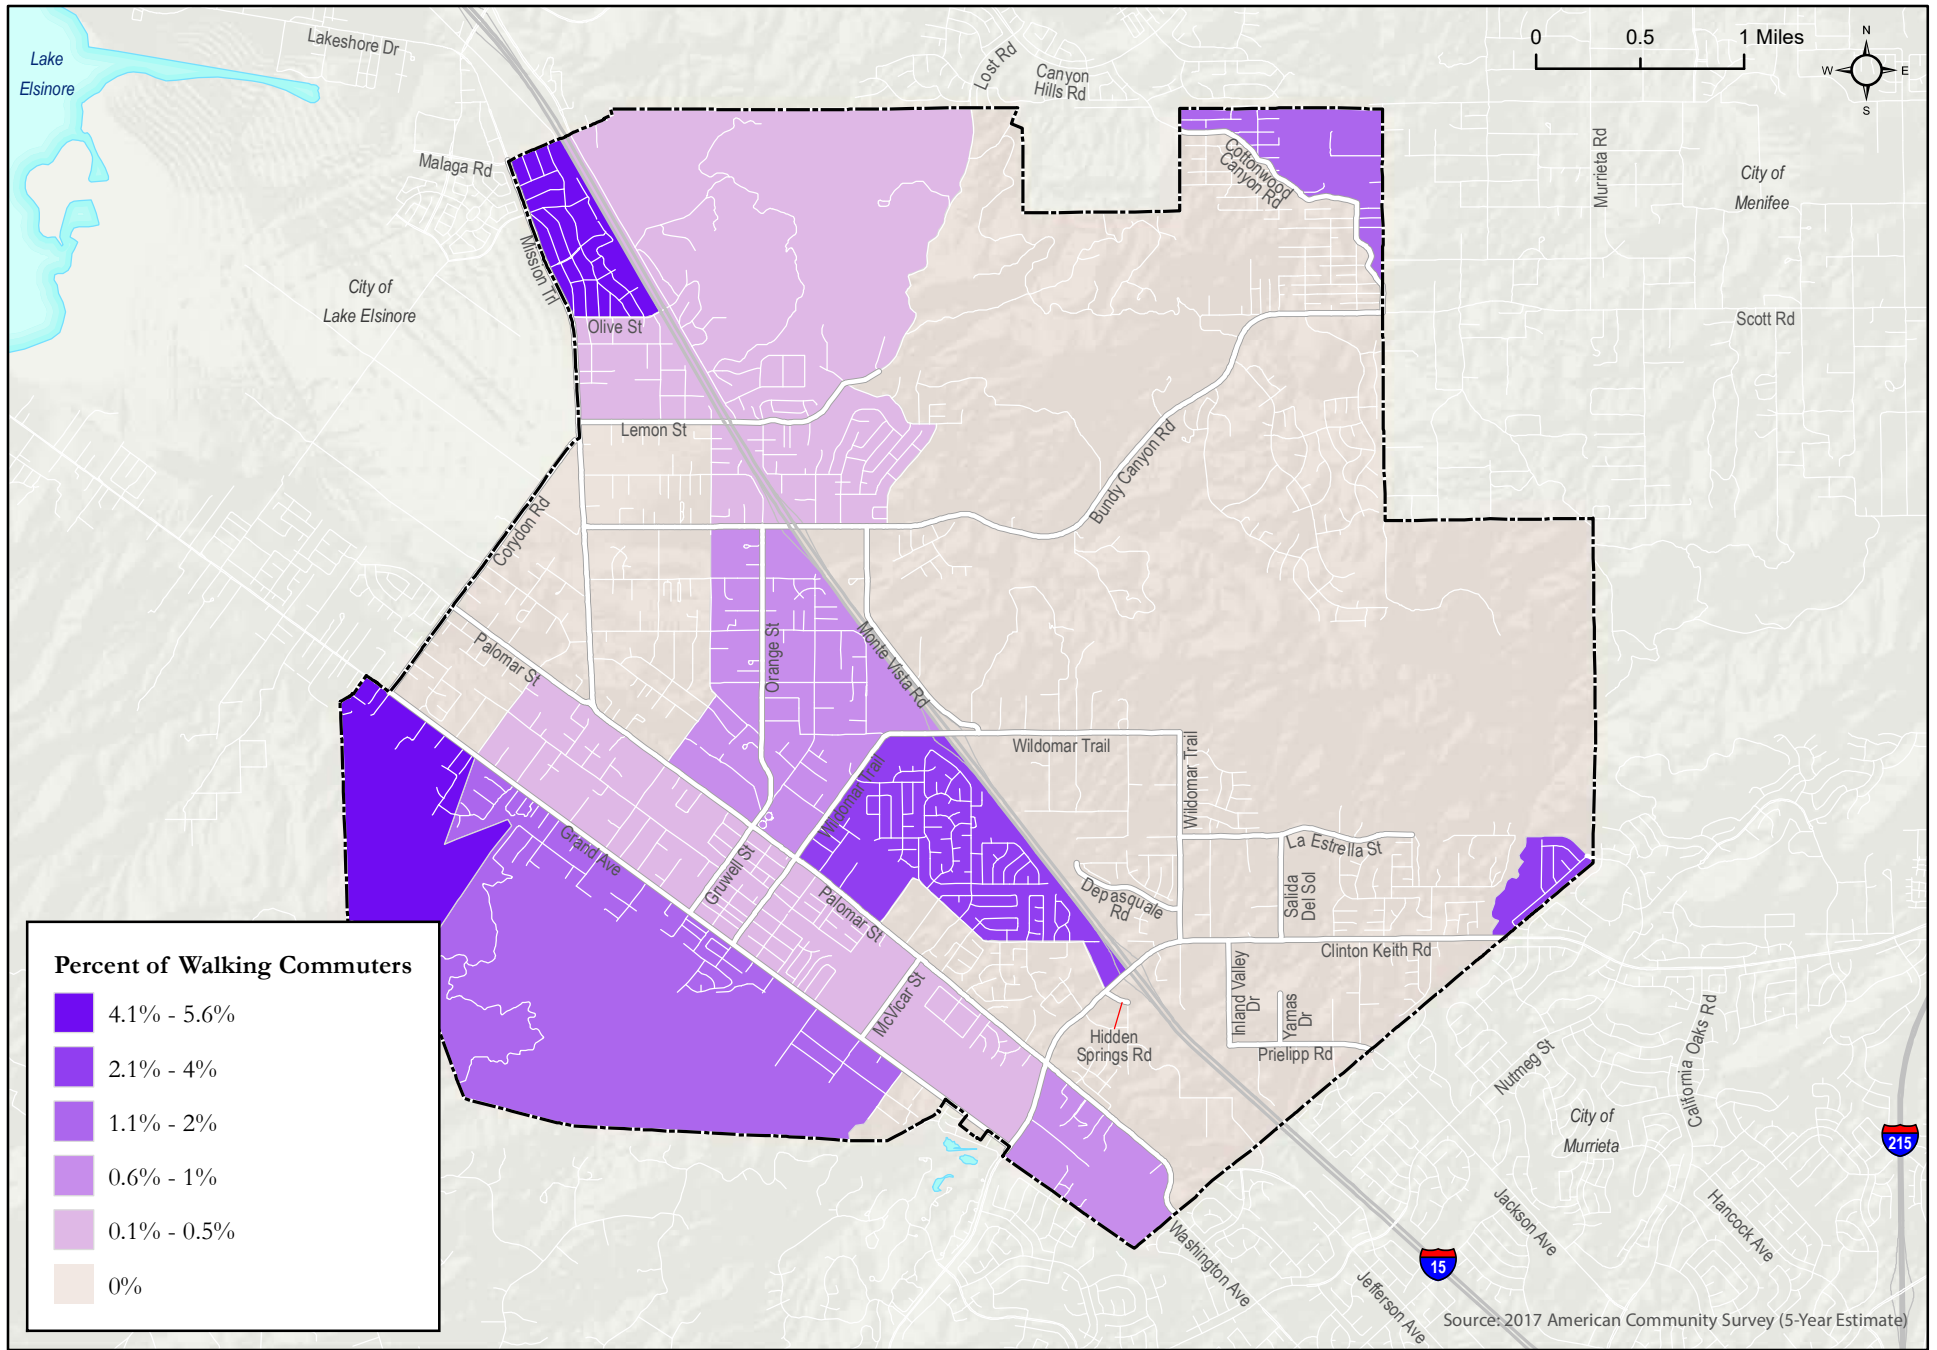 Lake
Elsinore
Lakeshore Dr
Lost Rd
Canyon
Hills Rd
0 0.5 1 Miles
N
W E
S
Malaga Rd
Cottonwood
Canyon Rd
Murrieta Rd
City of
Menifee
Mission Trl
City of
Lake Elsinore
Olive St
Scott Rd
Lemon St
Bundy Canyon Rd
Corydon Rd
Palomar St
Orange St
Monte Vista Rd
Wildomar Trail
Wildomar Trail
Wildomar Trail
Grand Ave
Gruwell St
La Estrella St
Depasquale
Rd
Salida
Del Sol
Palomar St
Clinton Keith Rd
McVicar St
Inland Valley
Dr
Yamas
Dr
Hidden
Springs Rd
Prielipp Rd
Nutmeg St
California Oaks Rd
City of
Murrieta
215
Jackson Ave
Hancock Ave
Washington Ave
15
Jefferson Ave
Percent of Walking Commuters
4.1% - 5.6%
2.1% - 4%
1.1% - 2%
0.6% - 1%
0.1% - 0.5%
0%
Source: 2017 American Community Survey (5-Year Estimate)